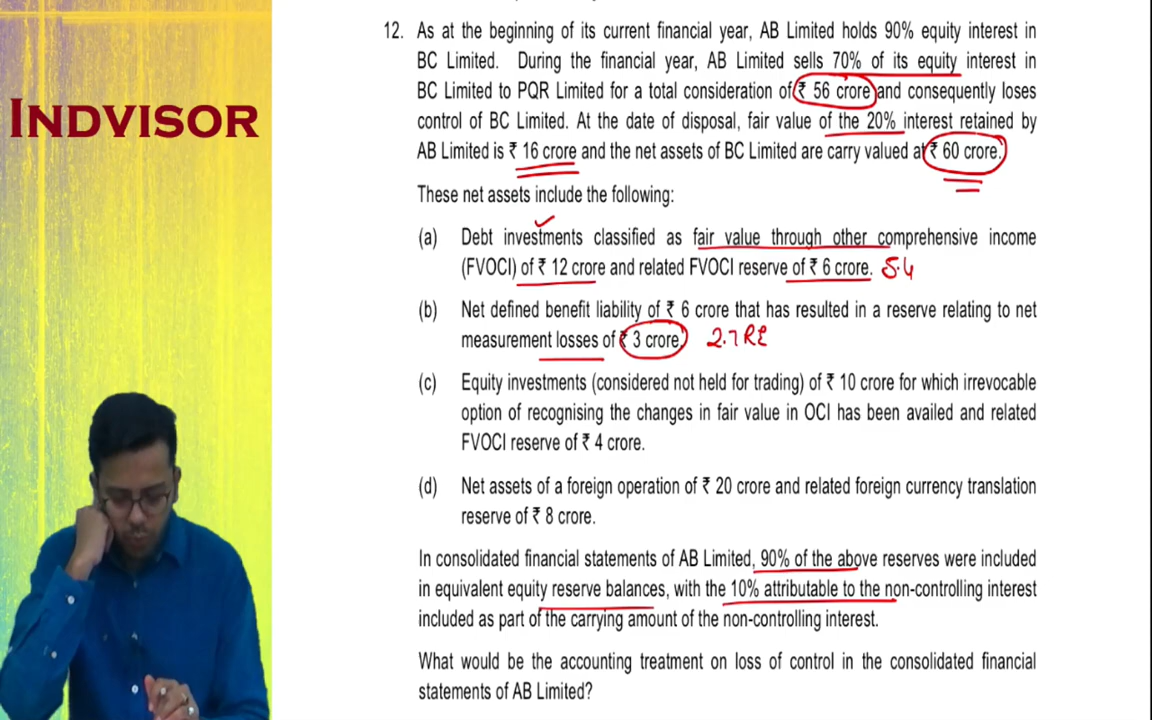 INDVISOR
12. As at the beginning of its current financial year, AB Limited holds 90% equity interest in
BC Limited. During the financial year, AB Limited sells 70% of its equity interest in
BC Limited to PQR Limited for a total consideration of ₹ 56 crore and consequently loses
control of BC Limited. At the date of disposal, fair value of the 20% interest retained by
AB Limited is ₹ 16 crore and the net assets of BC Limited are carry valued at ₹ 60 crore.
These net assets include the following:
(a) Debt investments classified as fair value through other comprehensive income
(FVOCI) of ₹ 12 crore and related FVOCI reserve of ₹ 6 crore. 5.4
(b) Net defined benefit liability of ₹ 6 crore that has resulted in a reserve relating to net
measurement losses of ₹ 3 crore. 2.7 RE
(c) Equity investments (considered not held for trading) of ₹ 10 crore for which irrevocable
option of recognising the changes in fair value in OCI has been availed and related
FVOCI reserve of ₹ 4 crore.
(d) Net assets of a foreign operation of ₹ 20 crore and related foreign currency translation
reserve of ₹ 8 crore.
In consolidated financial statements of AB Limited, 90% of the above reserves were included
in equivalent equity reserve balances, with the 10% attributable to the non-controlling interest
included as part of the carrying amount of the non-controlling interest.
What would be the accounting treatment on loss of control in the consolidated financial
statements of AB Limited?